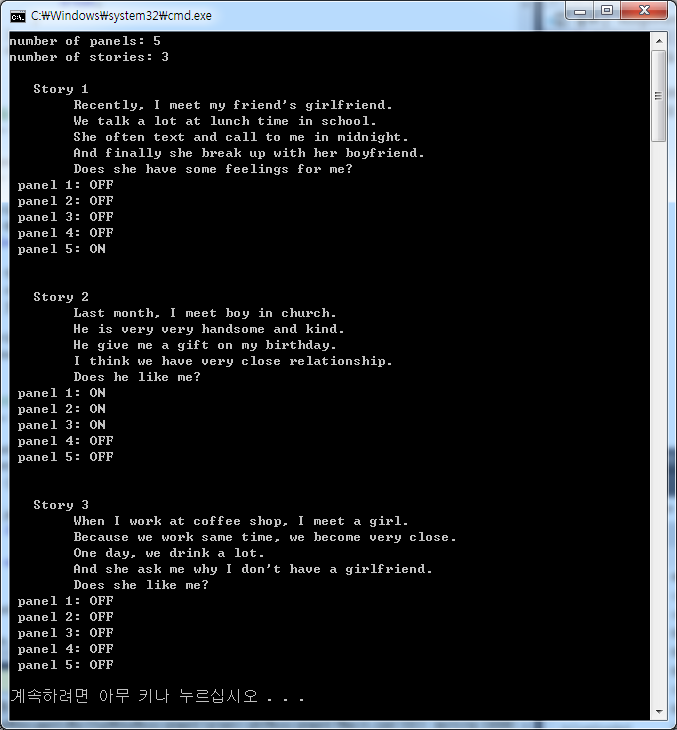 C:₩Windows₩system32₩cmd.exe
number of panels: 5
number of stories: 3
Story 1
Recently, I meet my friend's girlfriend.
We talk a lot at lunch time in school.
She often text and call to me in midnight.
And finally she break up with her boyfriend.
Does she have some feelings for me?
panel 1: OFF
panel 2: OFF
panel 3: OFF
panel 4: OFF
panel 5: ON
Story 2
Last month, I meet boy in church.
He is very very handsome and kind.
He give me a gift on my birthday.
I think we have very close relationship.
Does he like me?
panel 1: ON
panel 2: ON
panel 3: ON
panel 4: OFF
panel 5: OFF
Story 3
When I work at coffee shop, I meet a girl.
Because we work same time, we become very close.
One day, we drink a lot.
And she ask me why I don't have a girlfriend.
Does she like me?
panel 1: OFF
panel 2: OFF
panel 3: OFF
panel 4: OFF
panel 5: OFF
계속하려면 아무 키나 누르십시오 . . .